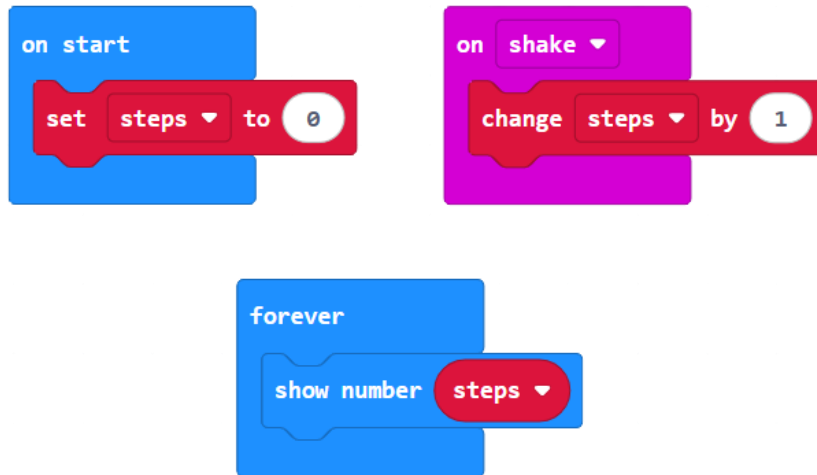 on start
set steps to 0
on shake
change steps by 1
forever
show number steps